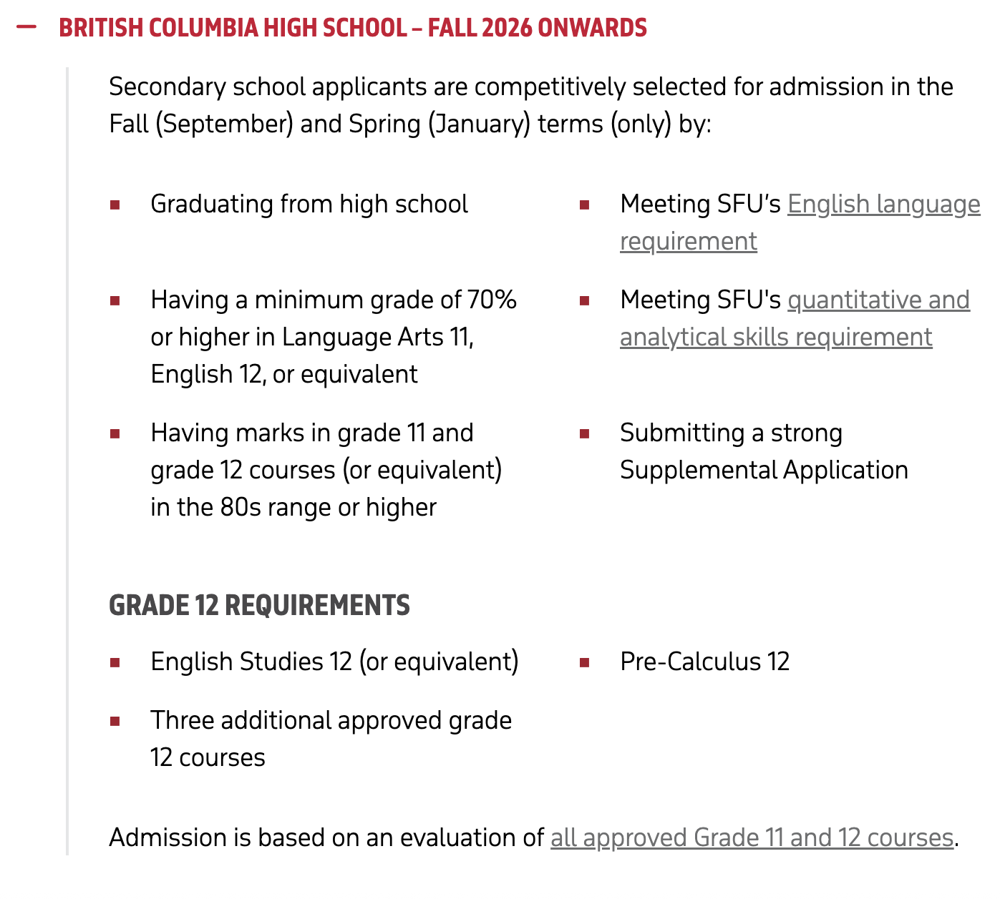 BRITISH COLUMBIA HIGH SCHOOL – FALL 2026 ONWARDS
Secondary school applicants are competitively selected for admission in the
Fall (September) and Spring (January) terms (only) by:
Graduating from high school
Meeting SFU’s English language
requirement
Having a minimum grade of 70%
or higher in Language Arts 11,
English 12, or equivalent
Meeting SFU's quantitative and
analytical skills requirement
Having marks in grade 11 and
grade 12 courses (or equivalent)
in the 80s range or higher
Submitting a strong
Supplemental Application
GRADE 12 REQUIREMENTS
English Studies 12 (or equivalent)
Pre-Calculus 12
Three additional approved grade
12 courses
Admission is based on an evaluation of all approved Grade 11 and 12 courses.